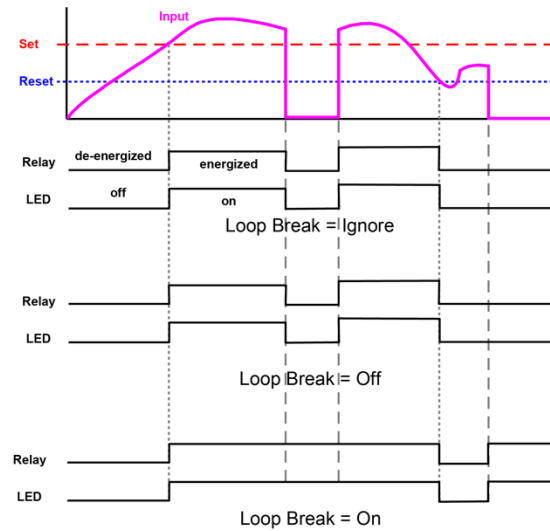 Input
Set
Reset
de-energized
energized
Relay
off
on
LED
Loop Break = Ignore
Relay
LED
Loop Break = Off
Relay
LED
Loop Break = On